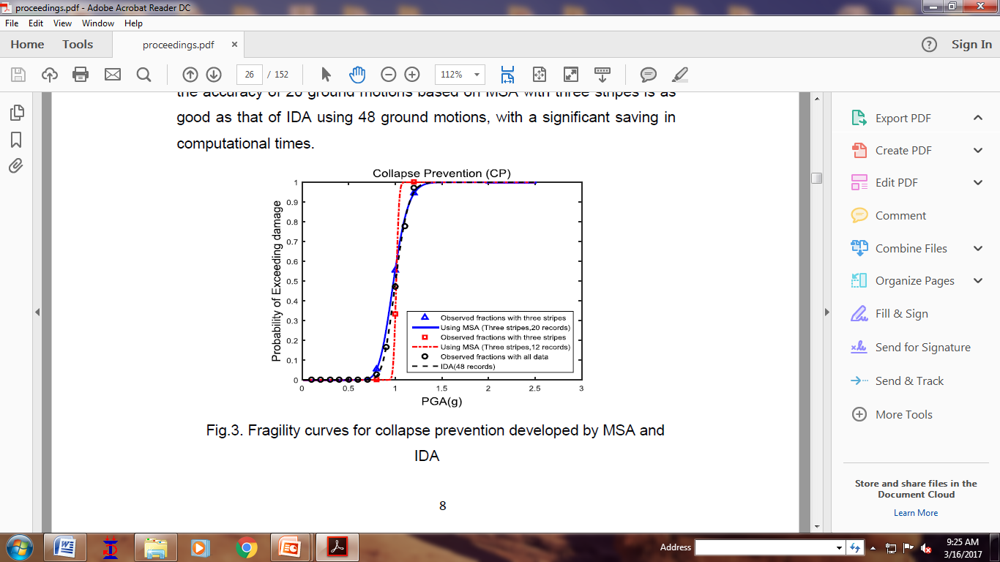 proceedings.pdf - Adobe Acrobat Reader DC
File Edit View Window Help
Home Tools proceedings.pdf × ? Sign In
26 / 152 112%
the accuracy of 20 ground motions based on MSA with three stripes is as
good as that of IDA using 48 ground motions, with a significant saving in
computational times.
Collapse Prevention (CP)
Probability of Exceeding damage
1
0.9
0.8
0.7
0.6
0.5
0.4
0.3
0.2
0.1
0
Observed fractions with three stripes
Using MSA (Three stripes,20 records)
Observed fractions with three stripes
Using MSA (Three stripes,12 records)
Observed fractions with all data
IDA(48 records)
0 0.5 1 1.5 2 2.5 3
PGA(g)
Fig.3. Fragility curves for collapse prevention developed by MSA and
IDA
8
Export PDF
Create PDF
Edit PDF
Comment
Combine Files
Organize Pages
Fill & Sign
Send for Signature
Send & Track
More Tools
Store and share files in the
Document Cloud
Learn More
Address
9:25 AM
3/16/2017